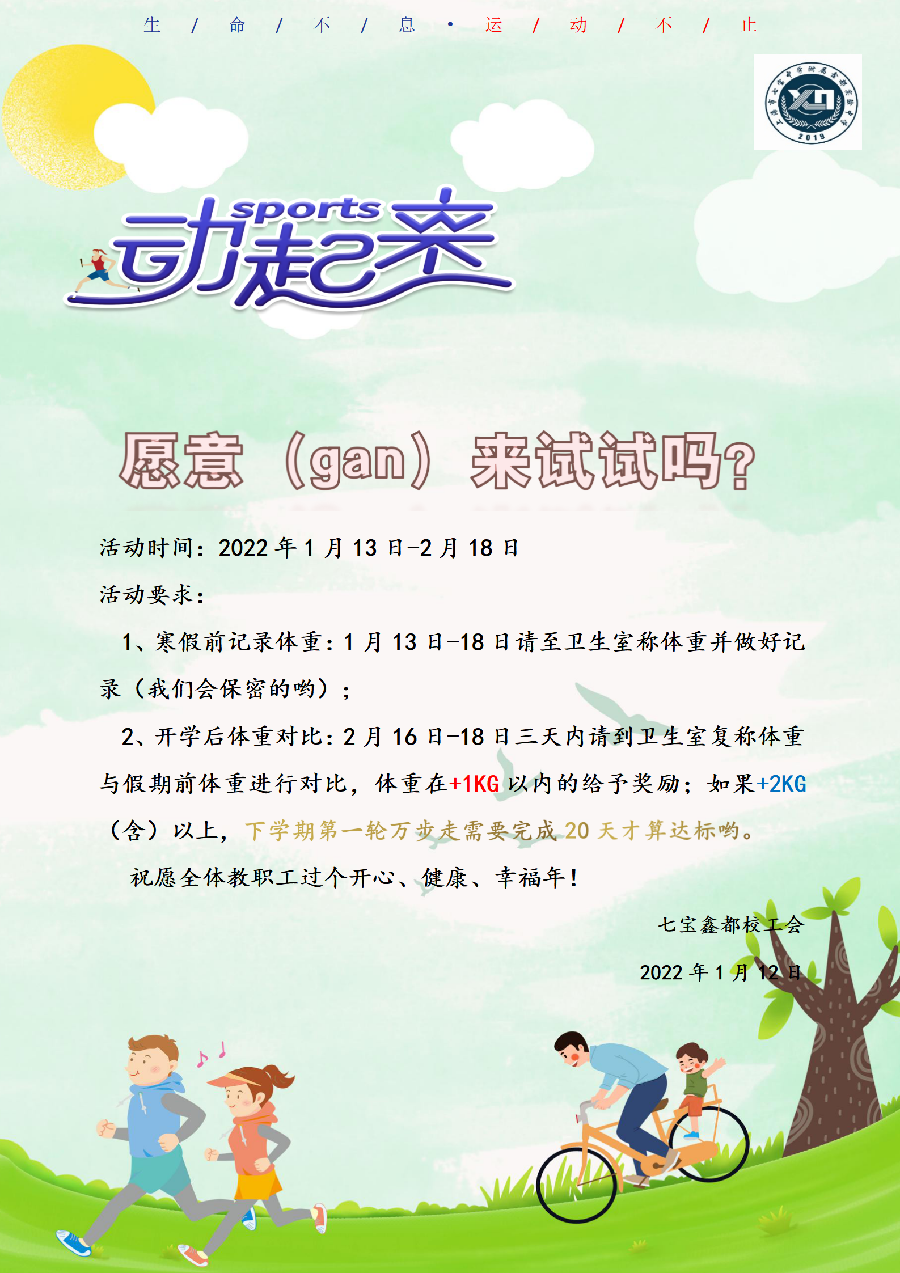 生/命/不/息·运/动/不/止
动起来
sports
愿意（gan）来试试吗？
活动时间：2022年1月13日-2月18日
活动要求：
1、寒假前记录体重：1月13日-18日请至卫生室称体重并做好记
录（我们会保密的哟）；
2、开学后体重对比：2月16日-18日三天内请到卫生室复称体重
与假期前体重进行对比，体重在+1KG以内的给予奖励；如果+2KG
（含）以上，下学期第一轮万步走需要完成20天才算达标哟。
祝愿全体教职工过个开心、健康、幸福年！
七宝鑫都校工会
2022年1月12日
2019